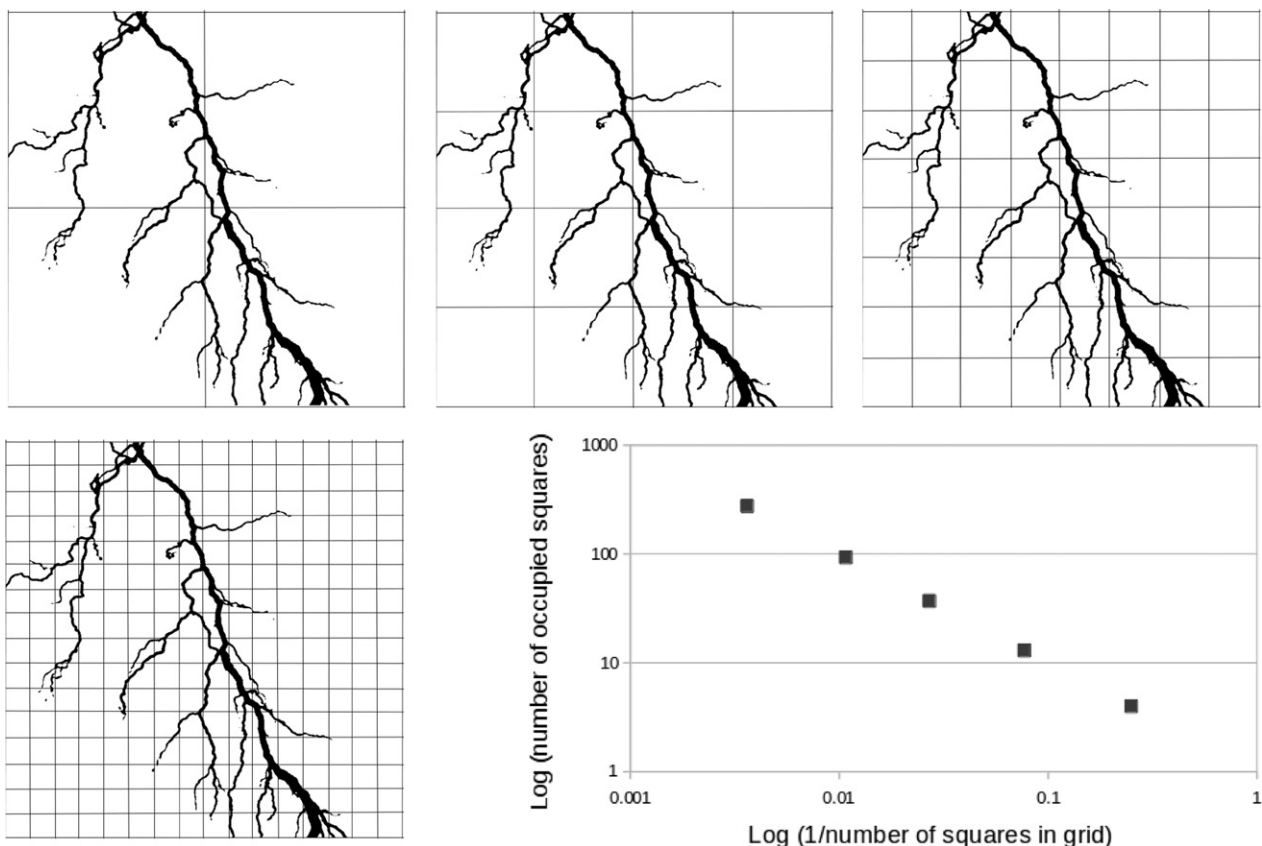 Log (number of occupied squares)
1000
100
10
1
0.001 0.01 0.1 1
Log (1/number of squares in grid)